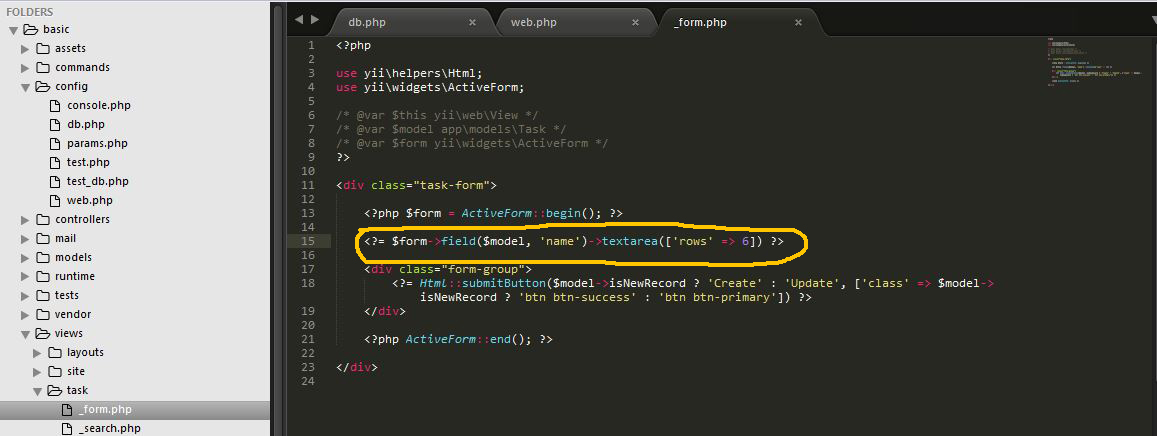 FOLDERS
basic
assets
commands
config
console.php
db.php
params.php
test.php
test_db.php
web.php
controllers
mail
models
runtime
tests
vendor
views
layouts
site
task
_form.php
_search.php
db.php × web.php × _form.php ×
1 <?php
2
3 use yii\helpers\Html;
4 use yii\widgets\ActiveForm;
5
6 /* @var $this yii\web\View */
7 /* @var $model app\models\Task */
8 /* @var $form yii\widgets\ActiveForm */
9 ?>
10
11 <div class="task-form">
12
13 <?php $form = ActiveForm::begin(); ?>
14
15 <?= $form->field($model, 'name')->textarea(['rows' => 6]) ?>
16
17 <div class="form-group">
18 <?= Html::submitButton($model->isNewRecord ? 'Create' : 'Update', ['class' => $model->
isNewRecord ? 'btn btn-success' : 'btn btn-primary']) ?>
19 </div>
20
21 <?php ActiveForm::end(); ?>
22
23 </div>
24